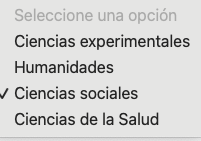 Seleccione una opción
Ciencias experimentales
Humanidades
✓ Ciencias sociales
Ciencias de la Salud